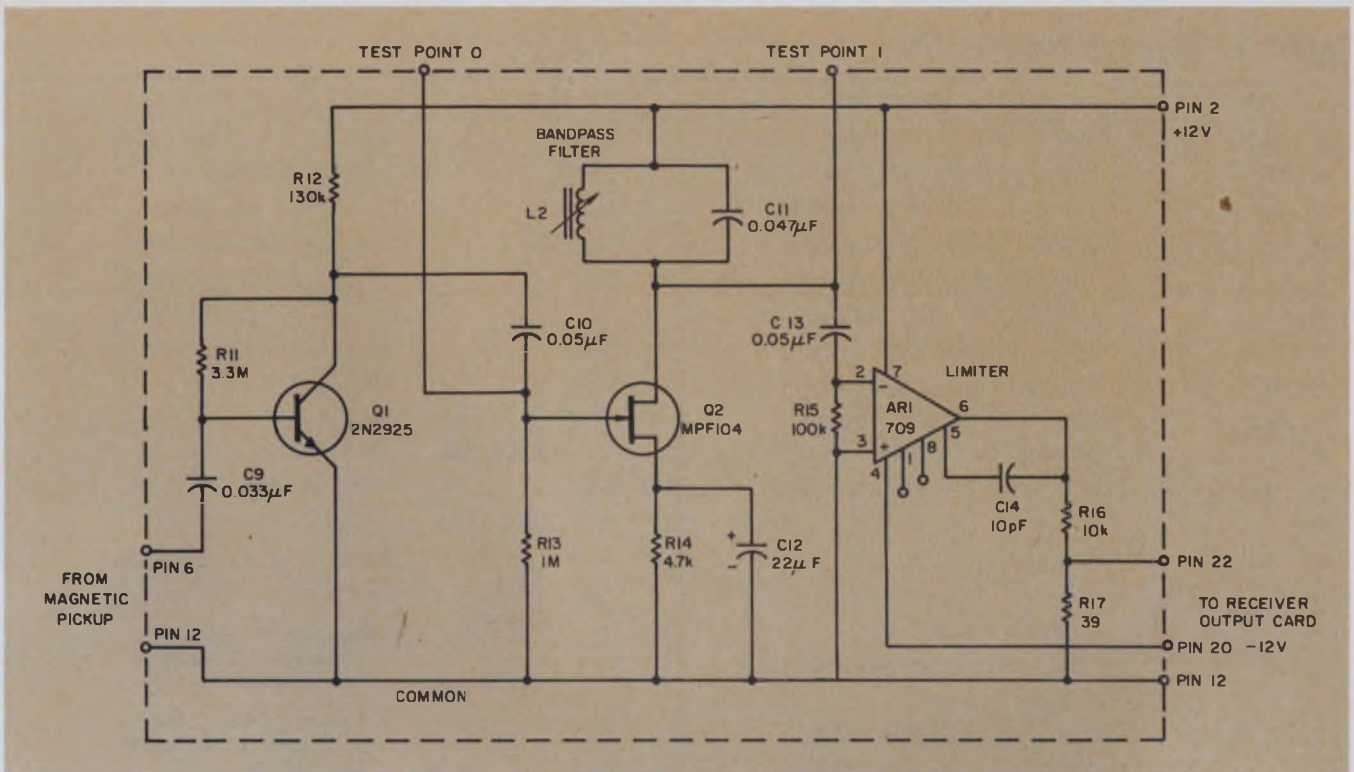 TEST POINT 0
TEST POINT 1
PIN 2
+12V
BANDPASS
FILTER
R12
130k
L2
C11
0.047μF
C10
0.05μF
C13
0.05μF
R11
3.3M
LIMITER
Q1
2N2925
Q2
MPF104
R15
100k
2
7
-
AR1
709
6
5
3
+
4
1
8
C9
0.033μF
C14
10pF
R16
10k
PIN 6
FROM
MAGNETIC
PICKUP
R13
1M
R14
4.7k
+
-
C12
22μF
PIN 22
R17
39
TO RECEIVER
OUTPUT CARD
PIN 12
PIN 20 -12V
COMMON
PIN 12